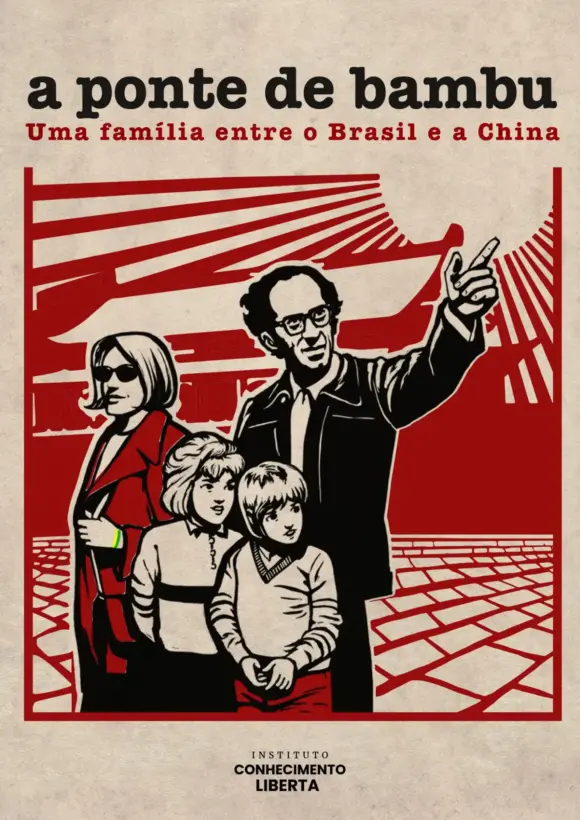 a ponte de bambu
Uma família entre o Brasil e a China
INSTITUTO
CONHECIMENTO
LIBERTA